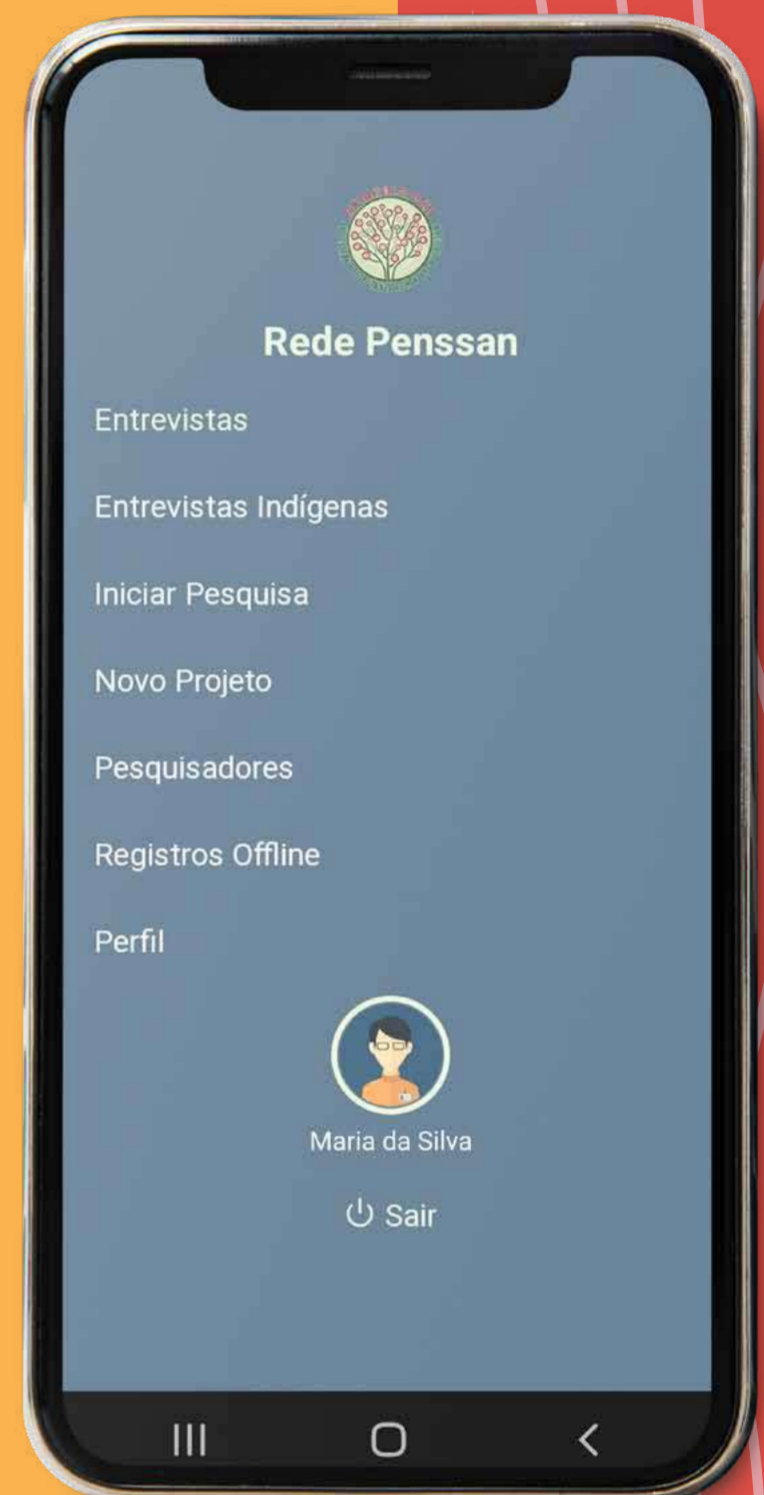 Rede Penssan
Entrevistas
Entrevistas Indígenas
Iniciar Pesquisa
Novo Projeto
Pesquisadores
Registros Offline
Perfil
Maria da Silva
Sair